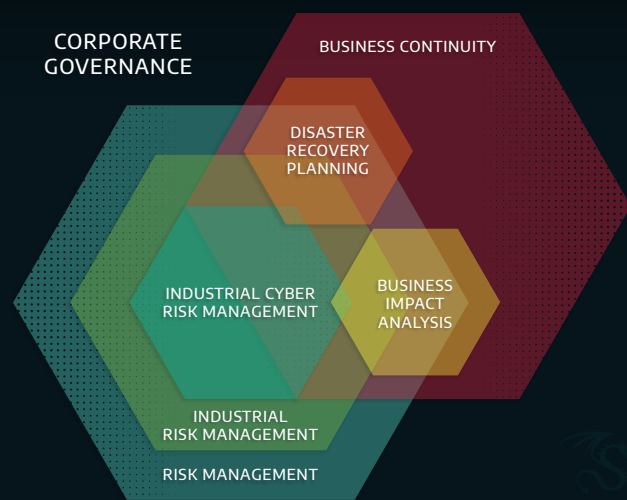 CORPORATE
GOVERNANCE
BUSINESS CONTINUITY
DISASTER
RECOVERY
PLANNING
INDUSTRIAL CYBER
RISK MANAGEMENT
BUSINESS
IMPACT
ANALYSIS
INDUSTRIAL
RISK MANAGEMENT
RISK MANAGEMENT